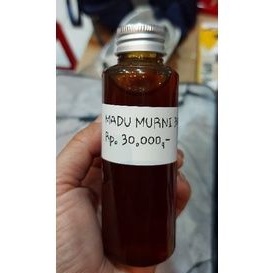 MADU MURNI
Rp. 30,000,-